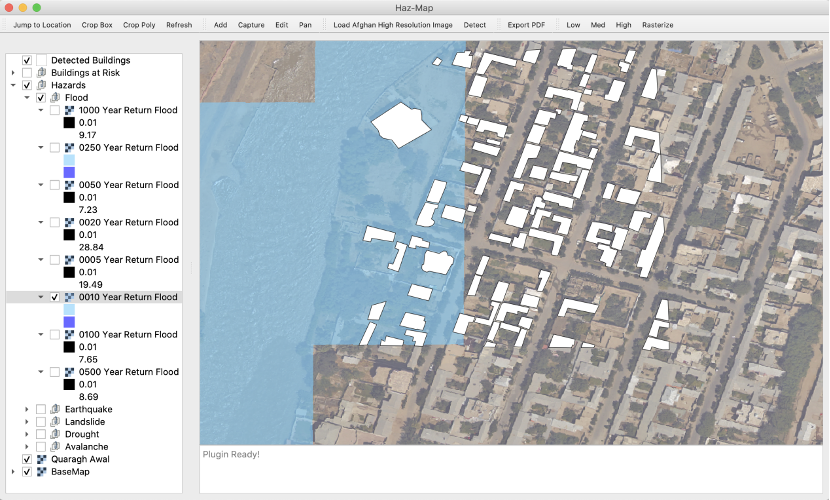 Haz-Map
Jump to Location Crop Box Crop Poly Refresh Add Capture Edit Pan Load Afghan High Resolution Image Detect Export PDF Low Med High Rasterize
Detected Buildings
Buildings at Risk
Hazards
Flood
1000 Year Return Flood
0.01
9.17
0250 Year Return Flood
0050 Year Return Flood
0.01
7.23
0020 Year Return Flood
0.01
28.84
0005 Year Return Flood
0.01
19.49
0010 Year Return Flood
0100 Year Return Flood
0.01
7.65
0500 Year Return Flood
0.01
8.69
Earthquake
Landslide
Drought
Avalanche
Quaragh Awal
BaseMap
Plugin Ready!